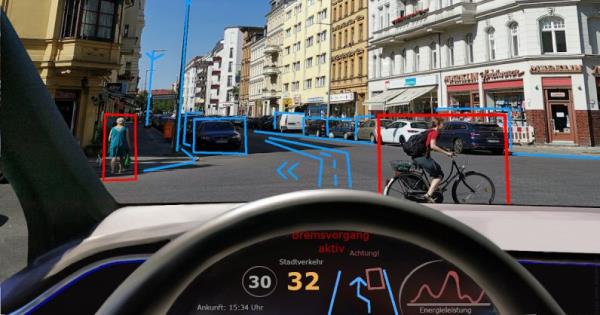 Bremsvorgang
aktiv
Achtung!
Stadtverkehr
30
32
Ankunft: 15:34 Uhr
Energieleistung